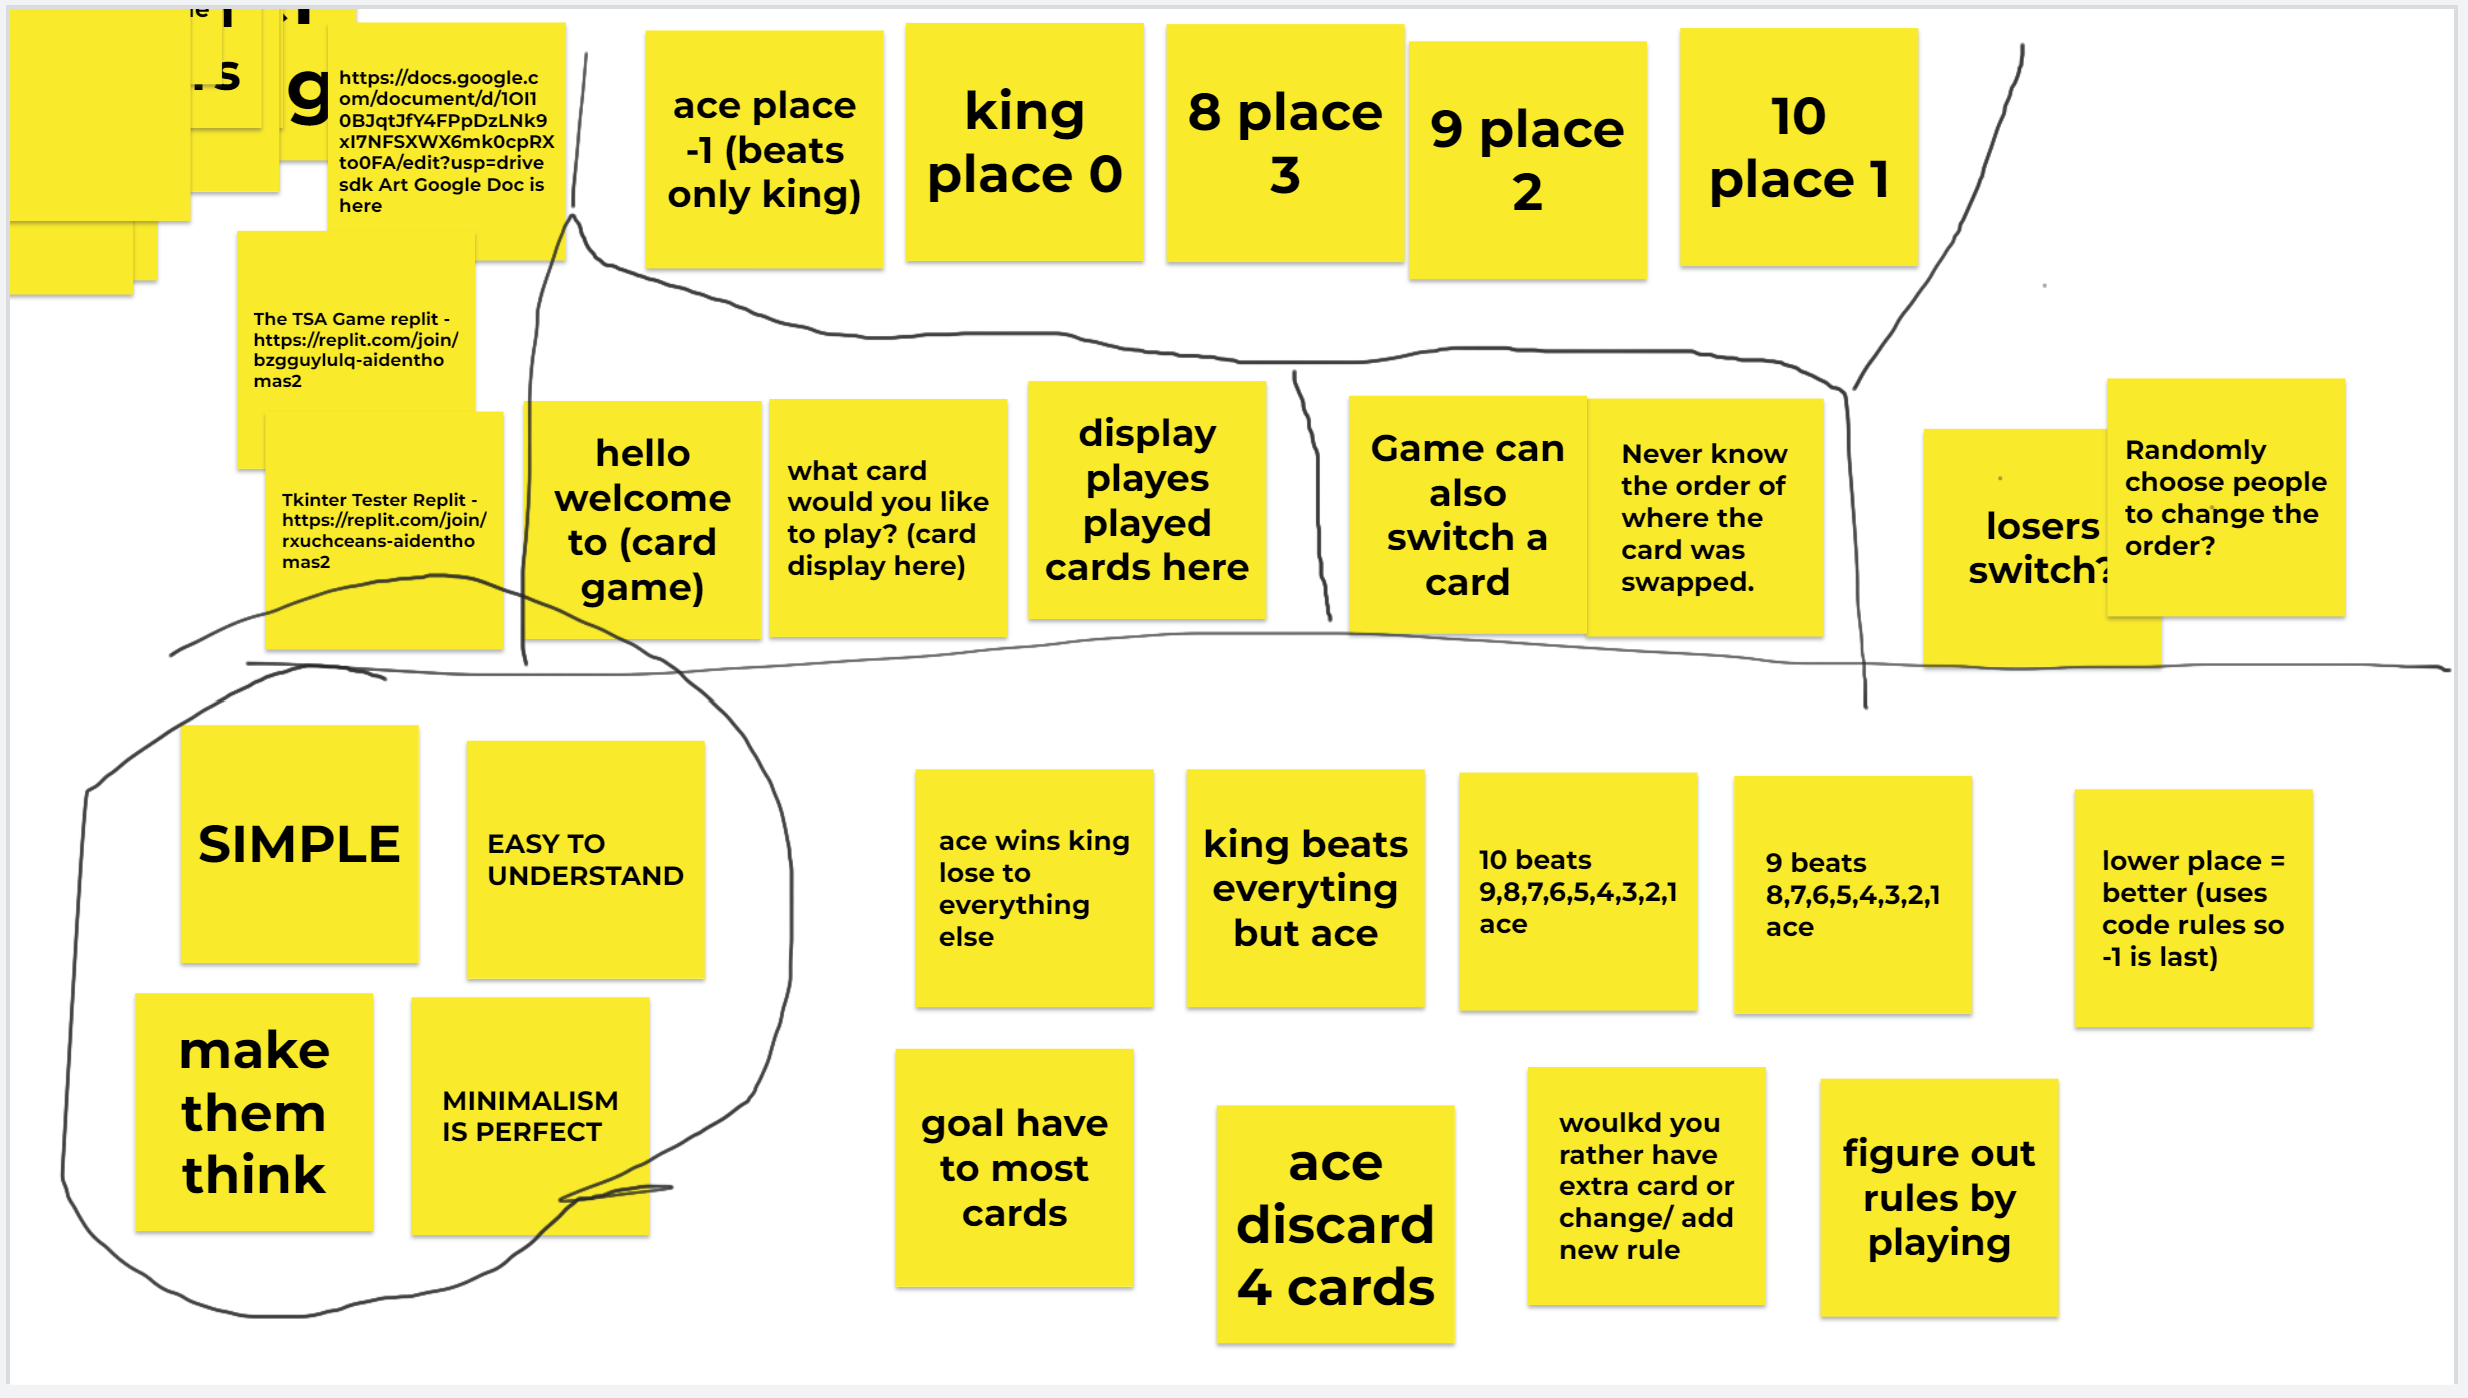 https://docs.google.c
om/document/d/1OI1
0BJqtJfY4FPpDzLNk9
xI7NFSXWX6mk0cpRX
to0FA/edit?usp=drive
sdk Art Google Doc is
here
ace place
-1 (beats
only king)
king
place 0
8 place
3
9 place
2
10
place 1
The TSA Game replit -
https://replit.com/join/
bzgguylulq-aidentho
mas2
Tkinter Tester Replit -
https://replit.com/join/
rxuchceans-aidentho
mas2
hello
welcome
to (card
game)
what card
would you like
to play? (card
display here)
display
playes
played
cards here
Game can
also
switch a
card
Never know
the order of
where the
card was
swapped.
losers
switch?
Randomly
choose people
to change the
order?
SIMPLE
EASY TO
UNDERSTAND
make
them
think
MINIMALISM
IS PERFECT
ace wins king
lose to
everything
else
king beats
everyting
but ace
10 beats
9,8,7,6,5,4,3,2,1
ace
9 beats
8,7,6,5,4,3,2,1
ace
lower place =
better (uses
code rules so
-1 is last)
goal have
to most
cards
ace
discard
4 cards
woulkd you
rather have
extra card or
change/ add
new rule
figure out
rules by
playing